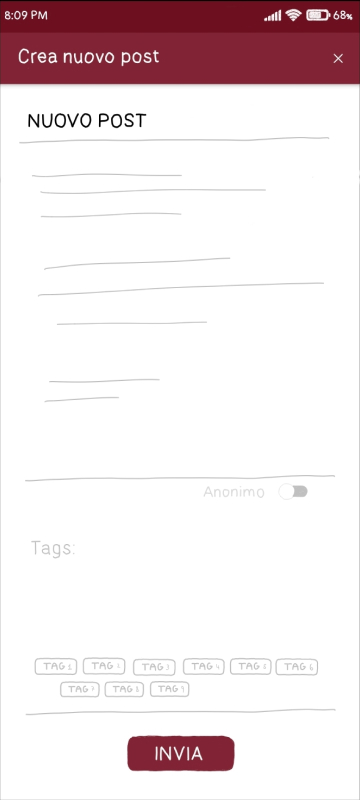 8:09 PM 68%
Crea nuovo post ×
NUOVO POST
Anonimo
Tags:
TAG 1 TAG 2 TAG 3 TAG 4 TAG 5 TAG 6
TAG 7 TAG 8 TAG 9
INVIA